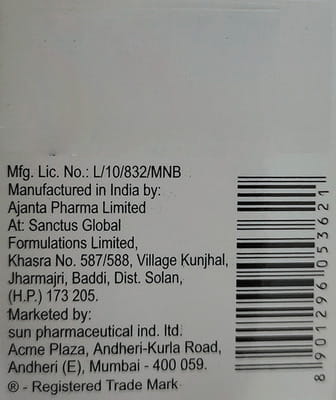 Mfg. Lic. No.: L/10/832/MNB
Manufactured in India by:
Ajanta Pharma Limited
At: Sanctus Global
Formulations Limited,
Khasra No. 587/588, Village Kunjhal,
Jharmajri, Baddi, Dist. Solan,
(H.P.) 173 205.
Marketed by:
sun pharmaceutical ind. ltd.
Acme Plaza, Andheri-Kurla Road,
Andheri (E), Mumbai - 400 059.
® - Registered Trade Mark
8901296053621